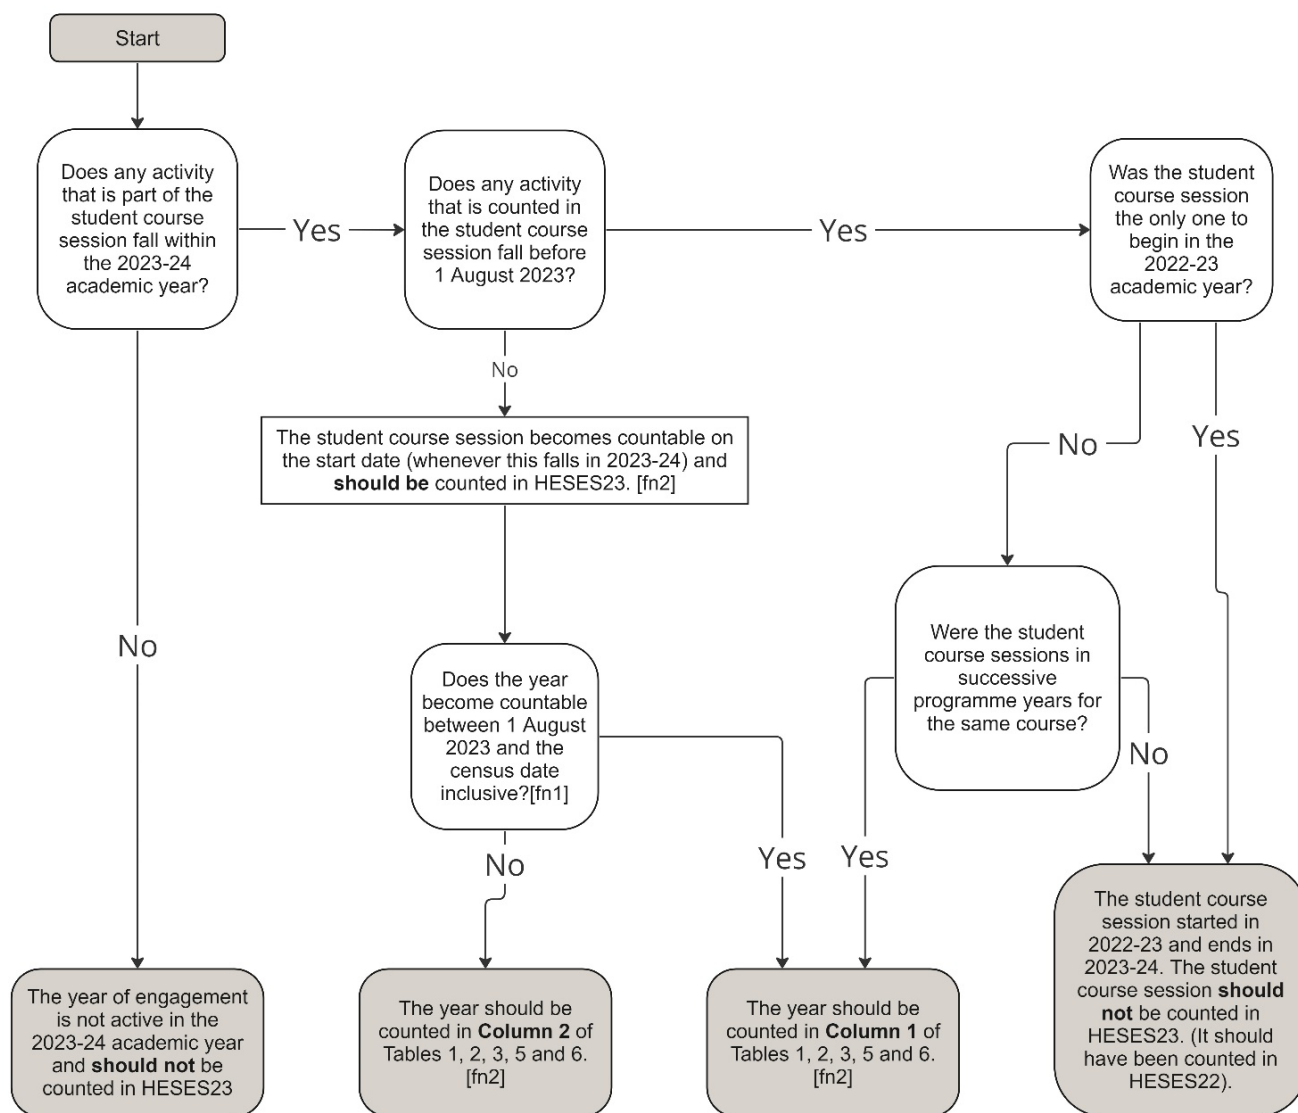 Start
Does any activity
that is part of the
student course
session fall within
the 2023-24
academic year?
Yes
Does any activity
that is counted in
the student course
session fall before
1 August 2023?
Yes
Was the student
course session
the only one to
begin in the
2022-23
academic year?
No
The student course session becomes countable on
the start date (whenever this falls in 2023-24) and
should be counted in HESES23. [fn2]
No
Yes
No
Does the year
become countable
between 1 August
2023 and the
census date
inclusive?[fn1]
Were the student
course sessions in
successive
programme years for
the same course?
No
No
Yes
Yes
The year of engagement
is not active in the
2023-24 academic year
and should not be
counted in HESES23
The year should be
counted in Column 2 of
Tables 1, 2, 3, 5 and 6.
[fn2]
The year should be
counted in Column 1 of
Tables 1, 2, 3, 5 and 6.
[fn2]
The student course
session started in
2022-23 and ends in
2023-24. The student
course session should
not be counted in
HESES23. (It should
have been counted in
HESES22).